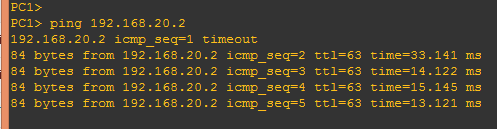 PC1>
PC1> ping 192.168.20.2
192.168.20.2 icmp_seq=1 timeout
84 bytes from 192.168.20.2 icmp_seq=2 ttl=63 time=33.141 ms
84 bytes from 192.168.20.2 icmp_seq=3 ttl=63 time=14.122 ms
84 bytes from 192.168.20.2 icmp_seq=4 ttl=63 time=15.145 ms
84 bytes from 192.168.20.2 icmp_seq=5 ttl=63 time=13.121 ms